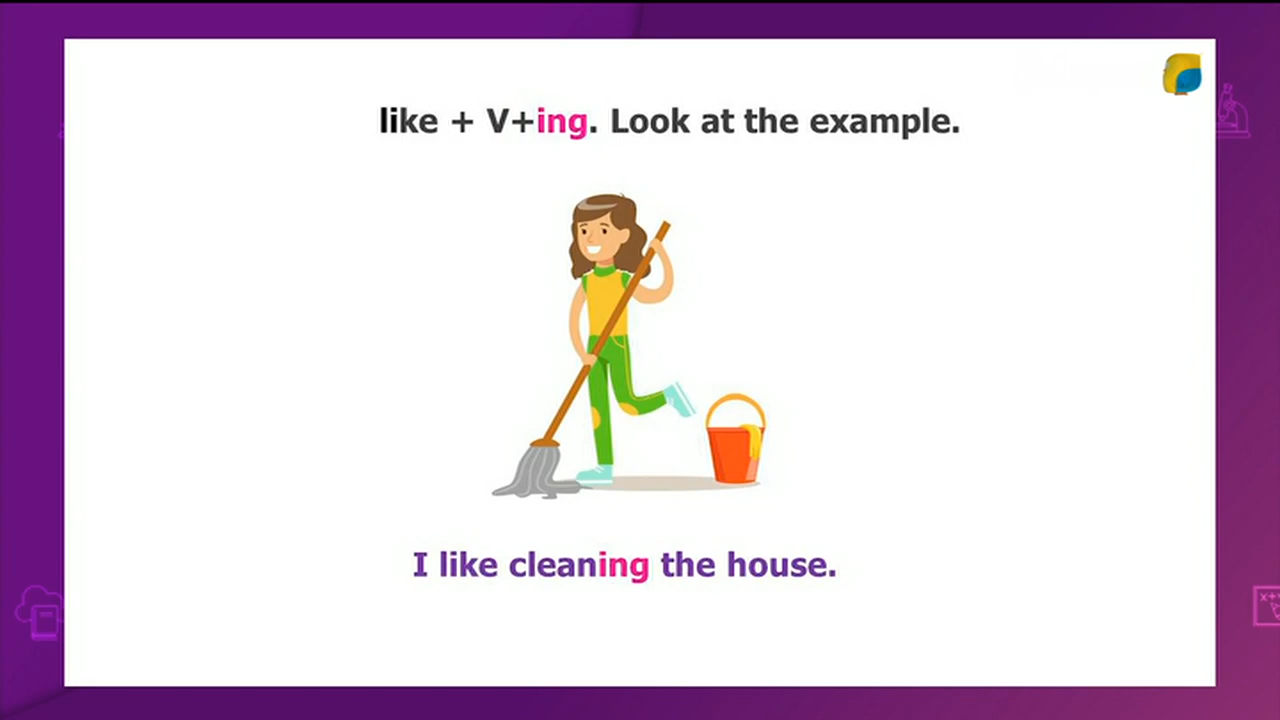 like + V+ing. Look at the example.
I like cleaning the house.